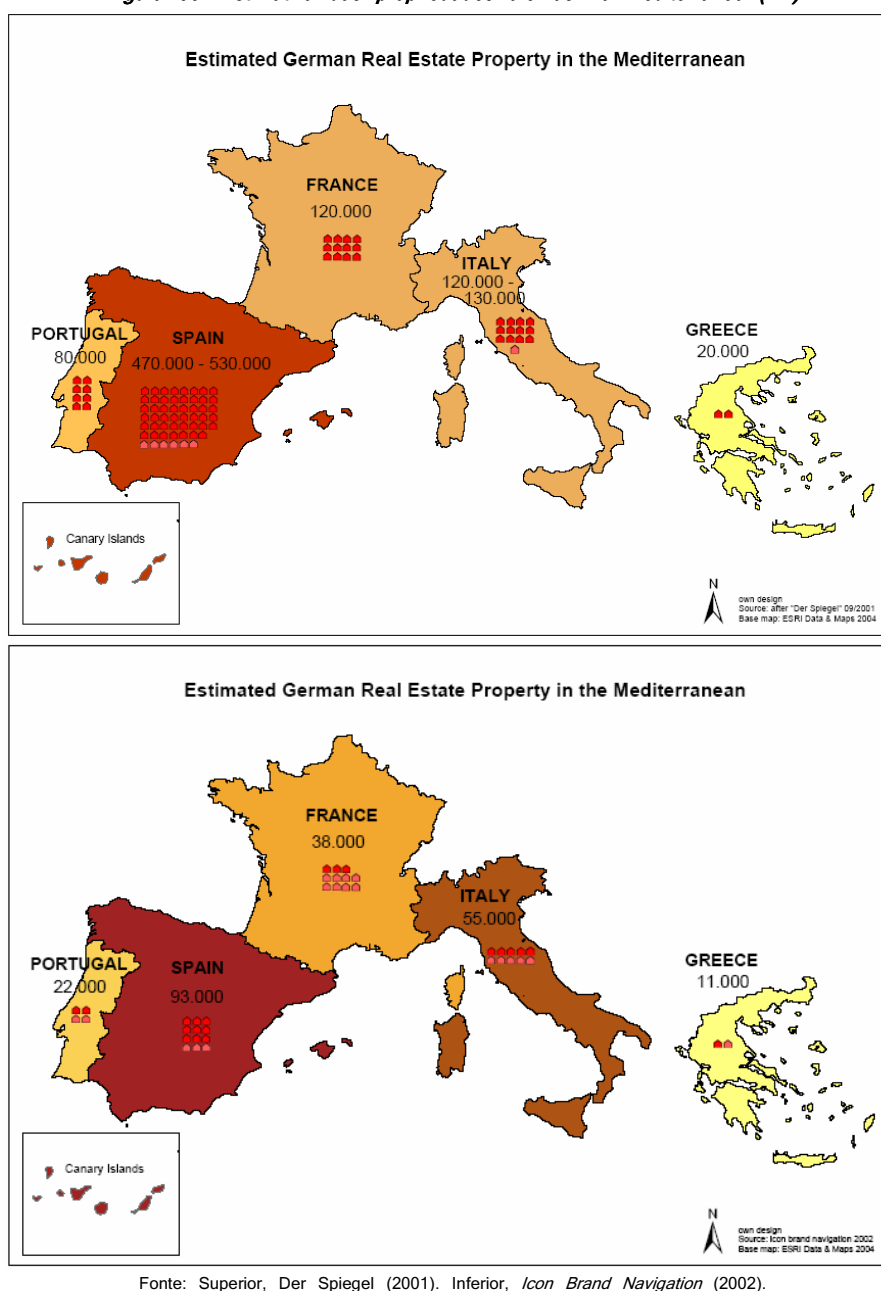 Estimated German Real Estate Property in the Mediterranean
FRANCE
120.000
ITALY
120.000 -
130.000
PORTUGAL
80.000
SPAIN
470.000 - 530.000
GREECE
20.000
Canary Islands
N
own design
Source: after "Der Spiegel" 09/2001
Base map: ESRI Data & Maps 2004
Estimated German Real Estate Property in the Mediterranean
FRANCE
38.000
ITALY
55.000
PORTUGAL
22.000
SPAIN
93.000
GREECE
11.000
Canary Islands
N
own design
Source: Icon brand navigation 2002
Base map: ESRI Data & Maps 2004
Fonte: Superior, Der Spiegel (2001). Inferior, Icon Brand Navigation (2002).